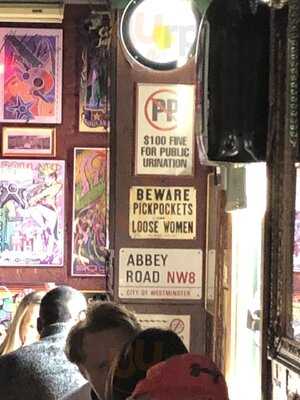 PP
$100 FINE
FOR PUBLIC
URINATION
BEWARE
PICKPOCKETS
LOOSE WOMEN
ABBEY
ROAD NW8
CITY OF WESTMINSTER